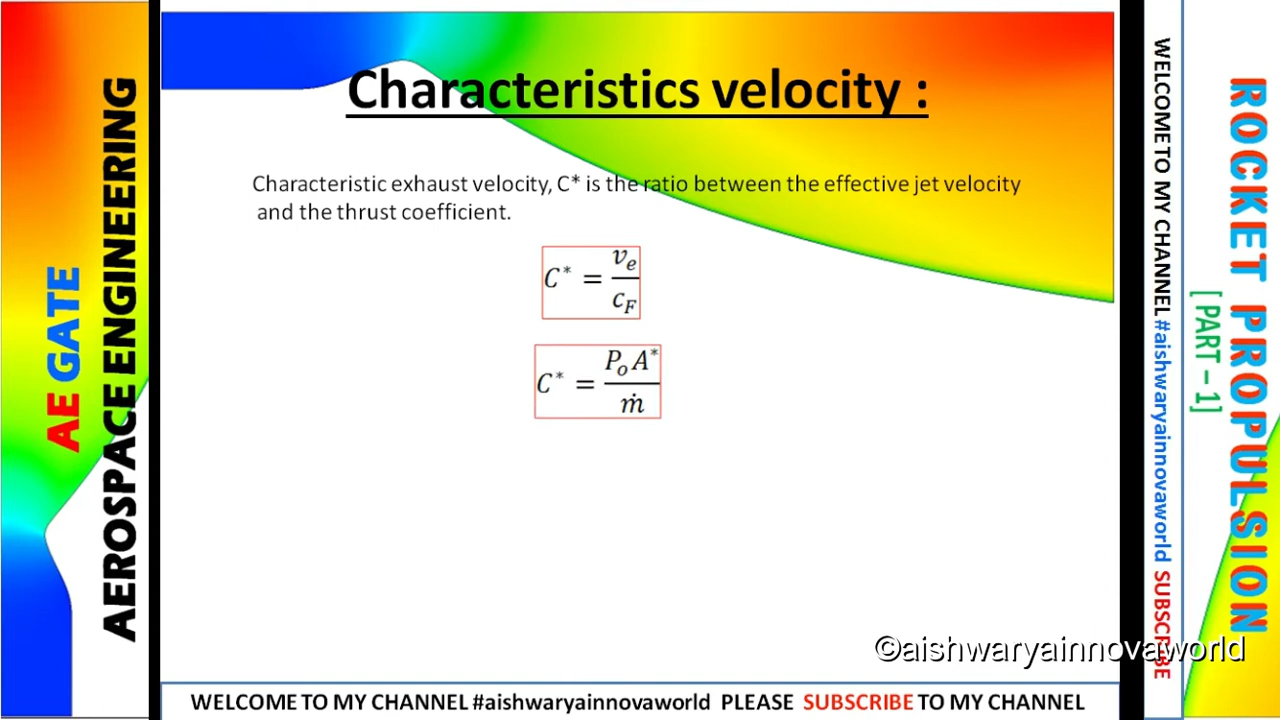 AE GATE
AEROSPACE ENGINEERING
Characteristics velocity :
Characteristic exhaust velocity, C* is the ratio between the effective jet velocity
and the thrust coefficient.
C* = v_e / c_F
C* = P_o A* / ṁ
WELCOME TO MY CHANNEL #aishwaryainnovaworld SUBSCRIBE
[ PART – 1]
ROCKET PROPULSION
©aishwaryainnovaworld
WELCOME TO MY CHANNEL #aishwaryainnovaworld PLEASE SUBSCRIBE TO MY CHANNEL